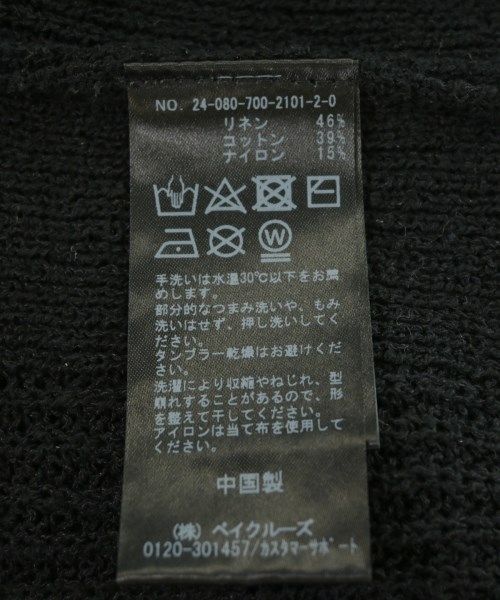 NO. 24-080-700-2101-2-0
リネン 46%
コットン 39%
ナイロン 15%
W
手洗いは水温30℃以下をお薦
めします。
部分的なつまみ洗いや、もみ
洗いはせず、押し洗いしてく
ださい。
タンブラー乾燥はお避けくだ
さい。
洗濯により収縮やねじれ、型
崩れすることがあるので、形
を整えて干してください。
アイロンは当て布を使用して
ください。
中国製
(株) ベイクルーズ
0120-301457/カスタマーサポート